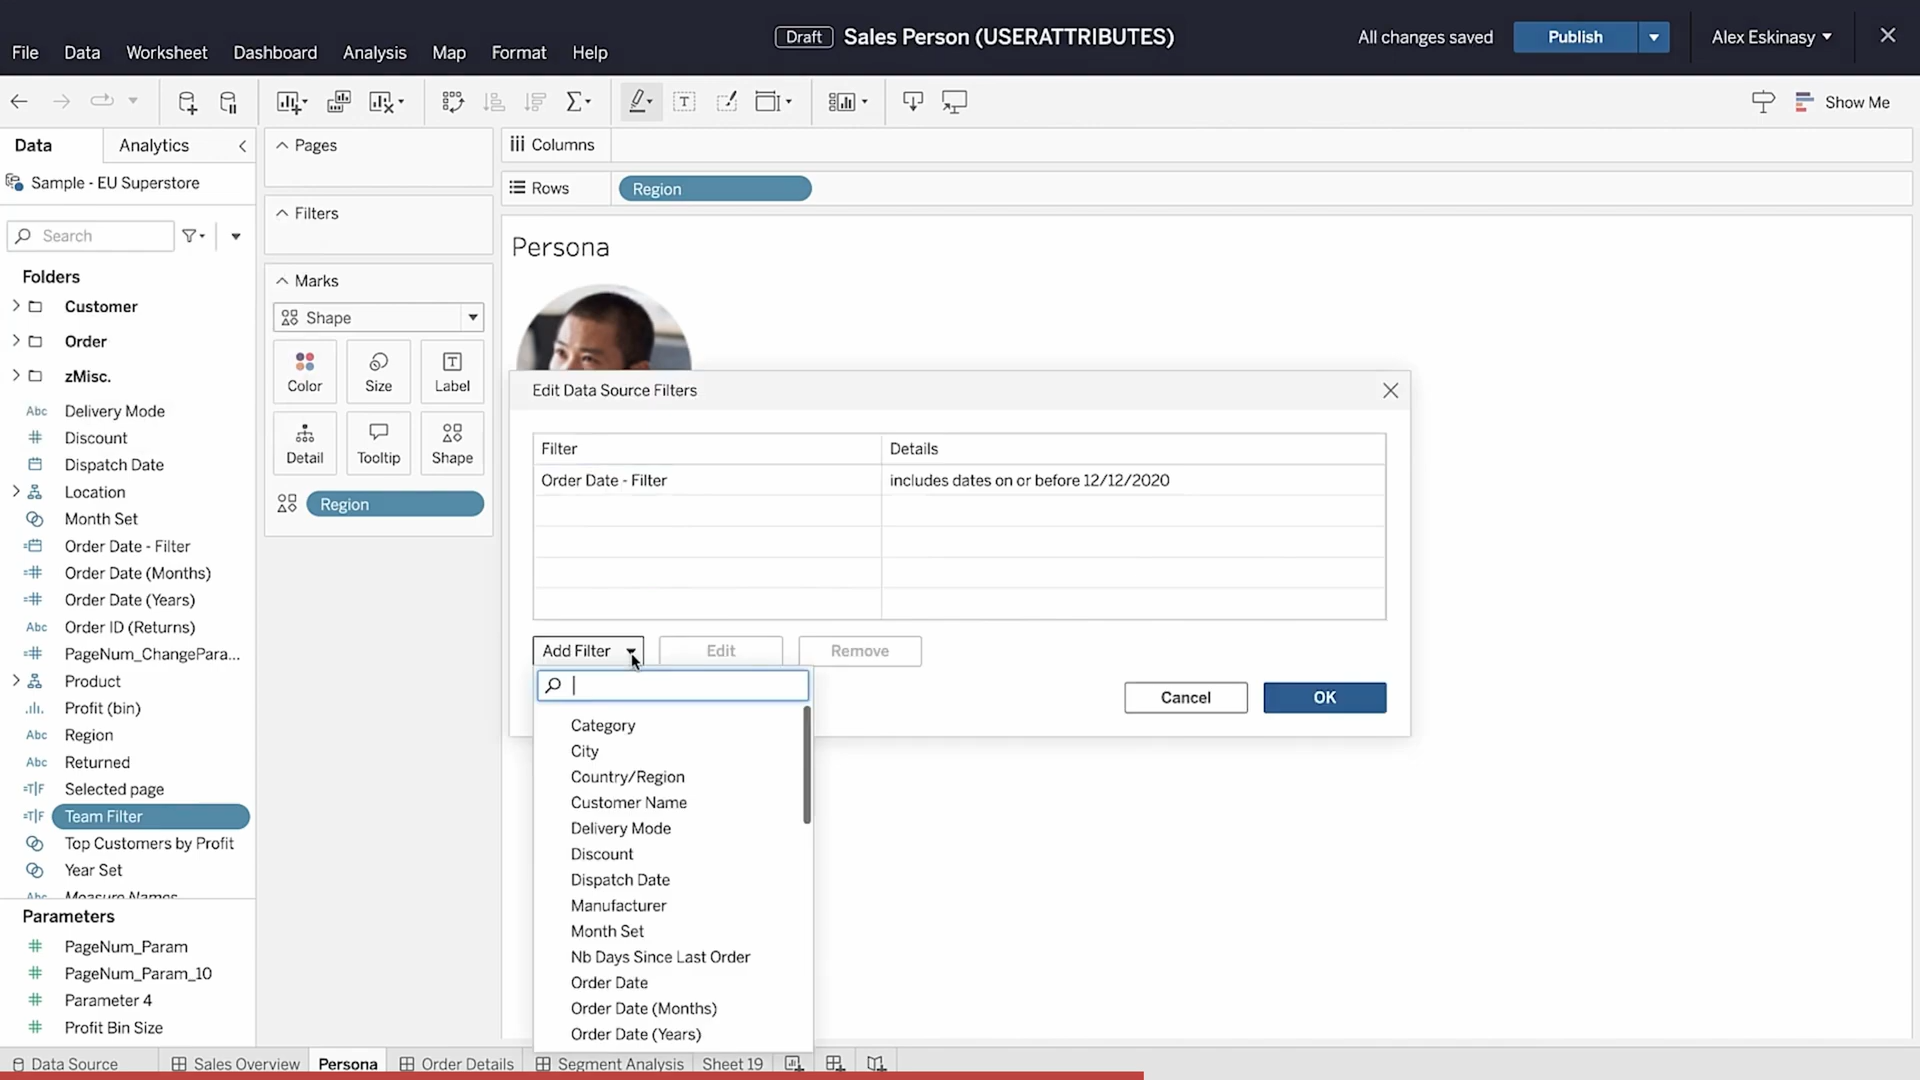 Draft Sales Person (USERATTRIBUTES)
All changes saved
Publish
Alex Eskinasy
File Data Worksheet Dashboard Analysis Map Format Help
Show Me
Data Analytics
Sample - EU Superstore
Search
Folders
Customer
Order
zMisc.
Abc Delivery Mode
Discount
Dispatch Date
Location
Month Set
Order Date - Filter
Order Date (Months)
Order Date (Years)
Abc Order ID (Returns)
PageNum_ChangePara...
Product
Profit (bin)
Abc Region
Abc Returned
=T|F Selected page
=T|F Team Filter
Top Customers by Profit
Year Set
Abc Measure Names
Parameters
PageNum_Param
PageNum_Param_10
Parameter 4
Profit Bin Size
Pages
Filters
Marks
Shape
Color Size Label
Detail Tooltip Shape
Region
Columns
Rows Region
Persona
Edit Data Source Filters
Filter Details
Order Date - Filter includes dates on or before 12/12/2020
Add Filter Edit Remove
Cancel OK
Category
City
Country/Region
Customer Name
Delivery Mode
Discount
Dispatch Date
Manufacturer
Month Set
Nb Days Since Last Order
Order Date
Order Date (Months)
Order Date (Years)
Data Source Sales Overview Persona Order Details Segment Analysis Sheet 19